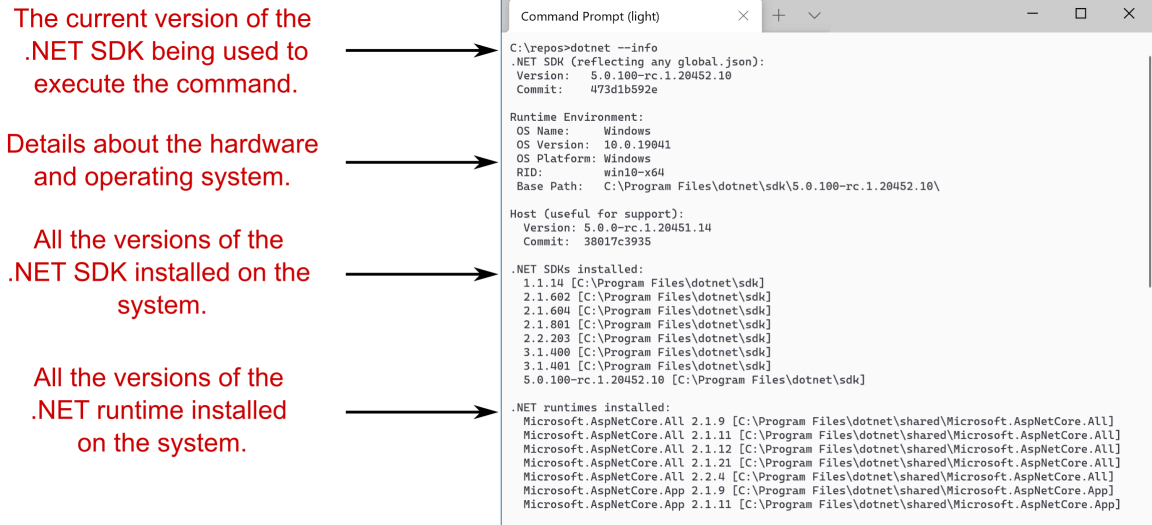 The current version of the
.NET SDK being used to
execute the command.
Details about the hardware
and operating system.
All the versions of the
.NET SDK installed on the
system.
All the versions of the
.NET runtime installed
on the system.
Command Prompt (light)
C:\repos>dotnet --info
.NET SDK (reflecting any global.json):
Version: 5.0.100-rc.1.20452.10
Commit: 473d1b592e
Runtime Environment:
OS Name: Windows
OS Version: 10.0.19041
OS Platform: Windows
RID: win10-x64
Base Path: C:\Program Files\dotnet\sdk\5.0.100-rc.1.20452.10\
Host (useful for support):
Version: 5.0.0-rc.1.20451.14
Commit: 38017c3935
.NET SDKs installed:
1.1.14 [C:\Program Files\dotnet\sdk]
2.1.602 [C:\Program Files\dotnet\sdk]
2.1.604 [C:\Program Files\dotnet\sdk]
2.1.801 [C:\Program Files\dotnet\sdk]
2.2.203 [C:\Program Files\dotnet\sdk]
3.1.400 [C:\Program Files\dotnet\sdk]
3.1.401 [C:\Program Files\dotnet\sdk]
5.0.100-rc.1.20452.10 [C:\Program Files\dotnet\sdk]
.NET runtimes installed:
Microsoft.AspNetCore.All 2.1.9 [C:\Program Files\dotnet\shared\Microsoft.AspNetCore.All]
Microsoft.AspNetCore.All 2.1.11 [C:\Program Files\dotnet\shared\Microsoft.AspNetCore.All]
Microsoft.AspNetCore.All 2.1.12 [C:\Program Files\dotnet\shared\Microsoft.AspNetCore.All]
Microsoft.AspNetCore.All 2.1.21 [C:\Program Files\dotnet\shared\Microsoft.AspNetCore.All]
Microsoft.AspNetCore.All 2.2.4 [C:\Program Files\dotnet\shared\Microsoft.AspNetCore.All]
Microsoft.AspNetCore.App 2.1.9 [C:\Program Files\dotnet\shared\Microsoft.AspNetCore.App]
Microsoft.AspNetCore.App 2.1.11 [C:\Program Files\dotnet\shared\Microsoft.AspNetCore.App]